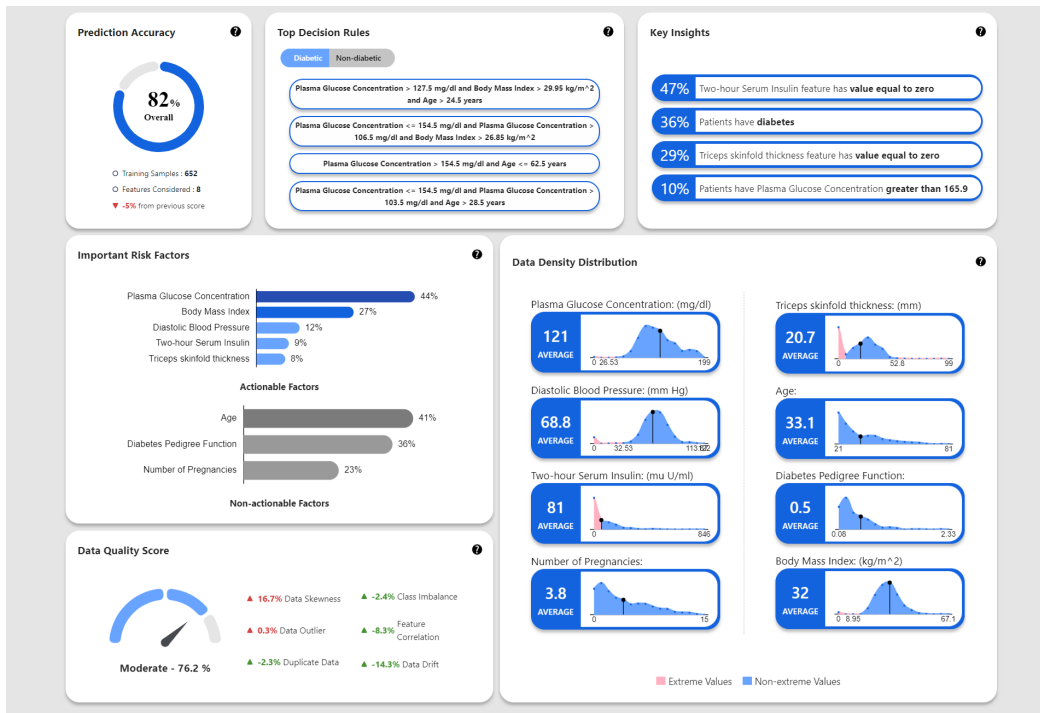 Prediction Accuracy
?
82%
Overall
Training Samples : 652
Features Considered : 8
▼ -5% from previous score
Top Decision Rules
?
Diabetic
Non-diabetic
Plasma Glucose Concentration > 127.5 mg/dl and Body Mass Index > 29.95 kg/m^2
and Age > 24.5 years
Plasma Glucose Concentration <= 154.5 mg/dl and Plasma Glucose Concentration >
106.5 mg/dl and Body Mass Index > 26.85 kg/m^2
Plasma Glucose Concentration > 154.5 mg/dl and Age <= 62.5 years
Plasma Glucose Concentration <= 154.5 mg/dl and Plasma Glucose Concentration >
103.5 mg/dl and Age > 28.5 years
Key Insights
?
47% Two-hour Serum Insulin feature has value equal to zero
36% Patients have diabetes
29% Triceps skinfold thickness feature has value equal to zero
10% Patients have Plasma Glucose Concentration greater than 165.9
Important Risk Factors
?
Plasma Glucose Concentration 44%
Body Mass Index 27%
Diastolic Blood Pressure 12%
Two-hour Serum Insulin 9%
Triceps skinfold thickness 8%
Actionable Factors
Age 41%
Diabetes Pedigree Function 36%
Number of Pregnancies 23%
Non-actionable Factors
Data Quality Score
?
Moderate - 76.2 %
▲ 16.7% Data Skewness
▲ 0.3% Data Outlier
▲ -2.3% Duplicate Data
▲ -2.4% Class Imbalance
▲ -8.3% Feature
Correlation
▲ -14.3% Data Drift
Data Density Distribution
?
Plasma Glucose Concentration: (mg/dl)
121
AVERAGE
0 26.53 199
Diastolic Blood Pressure: (mm Hg)
68.8
AVERAGE
0 32.53
Two-hour Serum Insulin: (mu U/ml)
81
AVERAGE
0 846
Number of Pregnancies:
3.8
AVERAGE
0 15
Triceps skinfold thickness: (mm)
20.7
AVERAGE
0 52.8 99
Age:
33.1
AVERAGE
21 81
Diabetes Pedigree Function:
0.5
AVERAGE
0.08 2.33
Body Mass Index: (kg/m^2)
32
AVERAGE
0 8.95 67.1
Extreme Values
Non-extreme Values